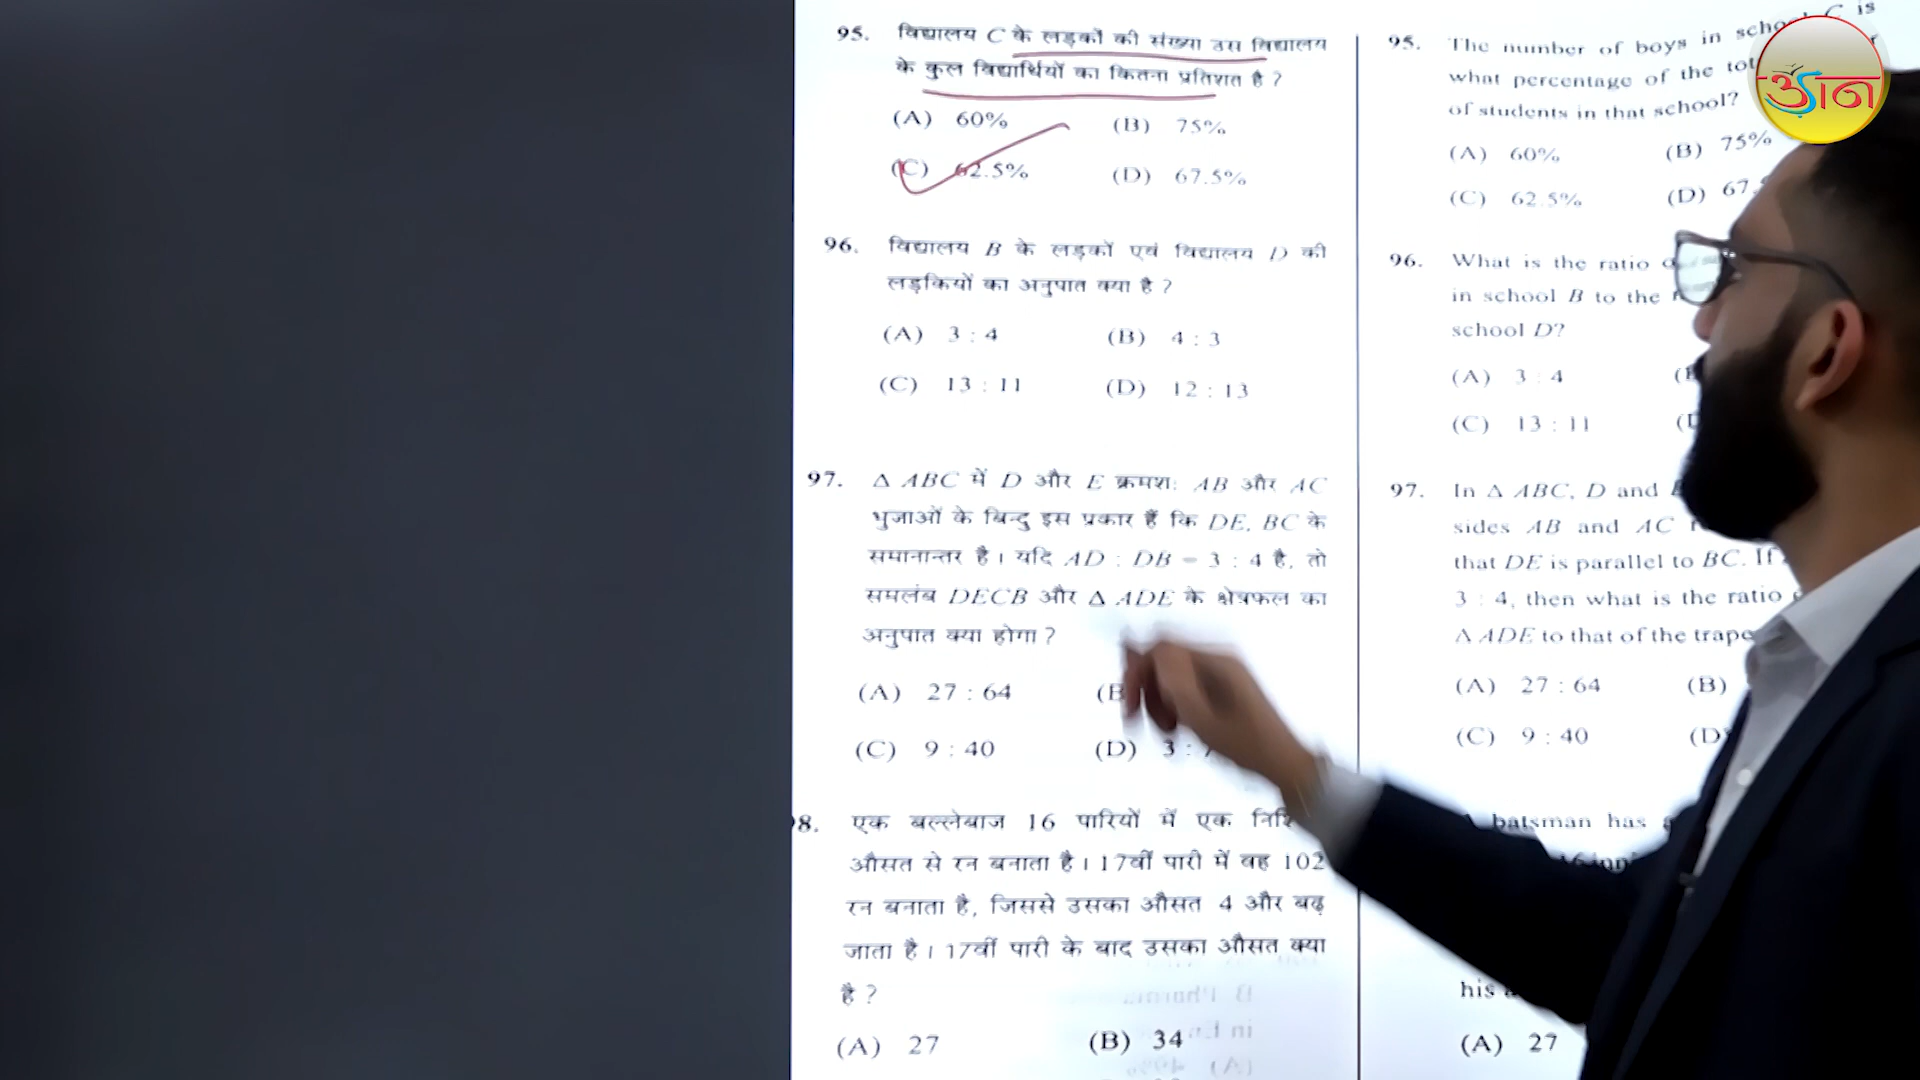 95. विद्यालय C के लड़कों की संख्या उस विद्यालय
के कुल विद्यार्थियों का कितना प्रतिशत है ?
(A) 60% (B) 75%
(C) 62.5% (D) 67.5%
96. विद्यालय B के लड़कों एवं विद्यालय D की
लड़कियों का अनुपात क्या है ?
(A) 3 : 4 (B) 4 : 3
(C) 13 : 11 (D) 12 : 13
97. Δ ABC में D और E क्रमशः AB और AC
भुजाओं के बिन्दु इस प्रकार हैं कि DE, BC के
समानान्तर है। यदि AD : DB = 3 : 4 है, तो
समलंब DECB और Δ ADE के क्षेत्रफल का
अनुपात क्या होगा ?
(A) 27 : 64 (B
(C) 9 : 40 (D) 3 :
98. एक बल्लेबाज 16 पारियों में एक
औसत से रन बनाता है। 17वीं पारी में वह 102
रन बनाता है, जिससे उसका औसत 4 और बढ़
जाता है। 17वीं पारी के बाद उसका औसत क्या
है ?
(A) 27 (B) 34
95. The number of boys in school C is
what percentage of the
of students in that school?
(A) 60% (B) 75%
(C) 62.5% (D)
96. What is the ratio
in school B to the
school D?
(A) 3 : 4
(C) 13 : 11
97. In Δ ABC, D and
sides AB and AC
that DE is parallel to BC. If
3 : 4, then what is the ratio
Δ ADE to that of the
(A) 27 : 64 (B)
(C) 9 : 40 (D)
batsman has
his
(A) 27